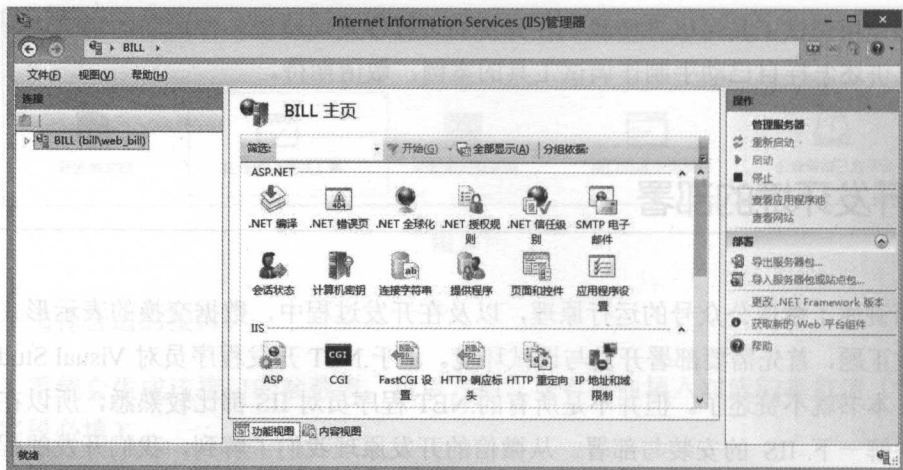 Internet Information Services (IIS)管理器
BILL
文件(F) 视图(V) 帮助(H)
连接
BILL (bill\web_bill)
BILL 主页
筛选: 开始(G) 全部显示(A) 分组依据:
ASP.NET
.NET 编译 .NET 错误页 .NET 全球化 .NET 授权规则 .NET 信任级别 SMTP 电子邮件
会话状态 计算机密钥 连接字符串 提供程序 页面和控件 应用程序设置
IIS
ASP CGI FastCGI 设置 HTTP 响应标头 HTTP 重定向 IP 地址和域限制
功能视图 内容视图
操作
管理服务器
重新启动
启动
停止
查看应用程序池
查看网站
部署
导出服务器包...
导入服务器包或站点包...
更改 .NET Framework 版本
获取新的 Web 平台组件
帮助
就绪